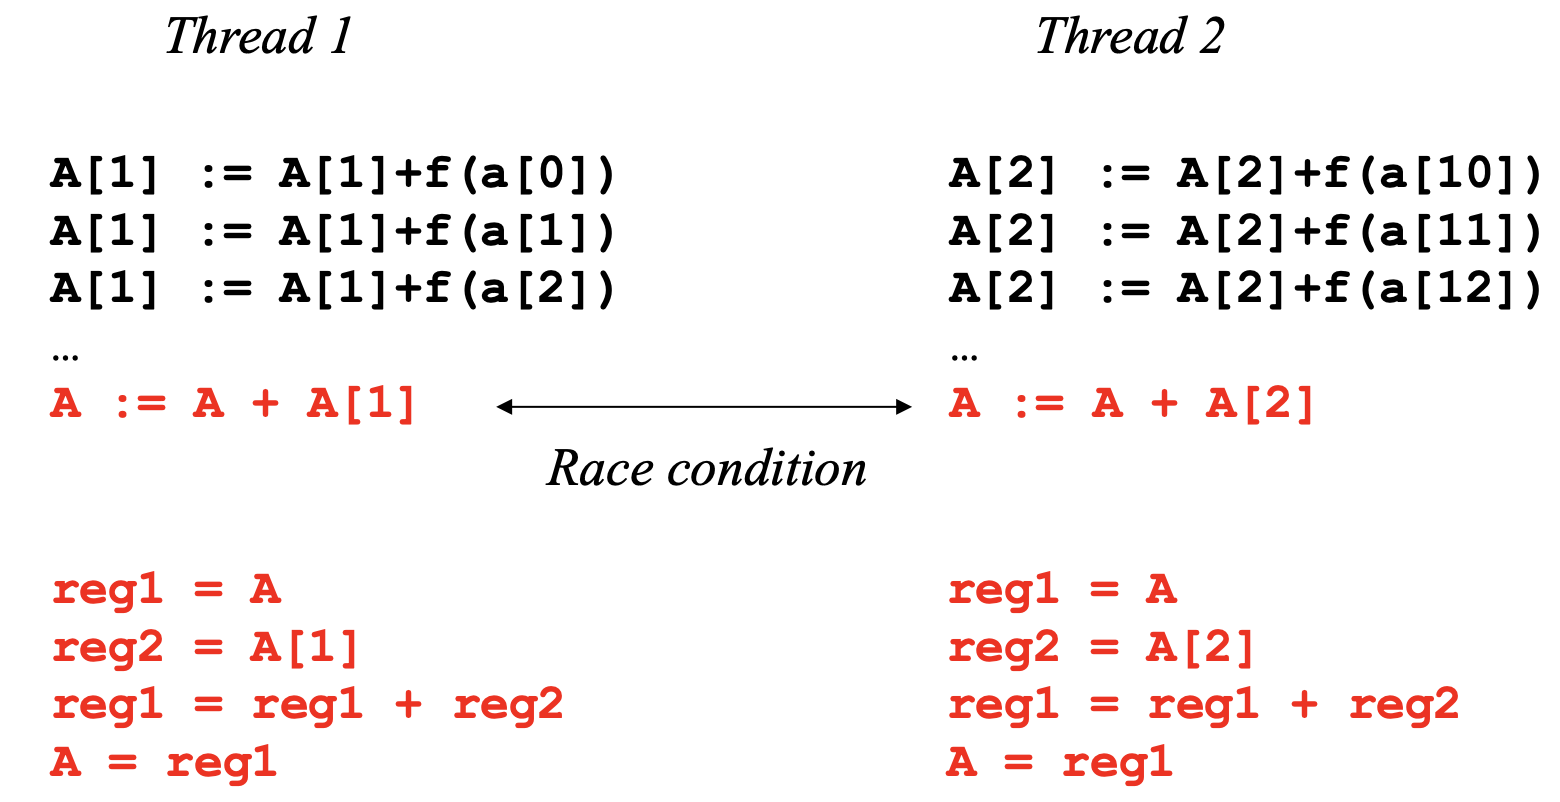 Thread 1
A[1] := A[1]+f(a[0])
A[1] := A[1]+f(a[1])
A[1] := A[1]+f(a[2])
…
A := A + A[1]
Thread 2
A[2] := A[2]+f(a[10])
A[2] := A[2]+f(a[11])
A[2] := A[2]+f(a[12])
…
A := A + A[2]
Race condition
reg1 = A
reg2 = A[1]
reg1 = reg1 + reg2
A = reg1
reg1 = A
reg2 = A[2]
reg1 = reg1 + reg2
A = reg1